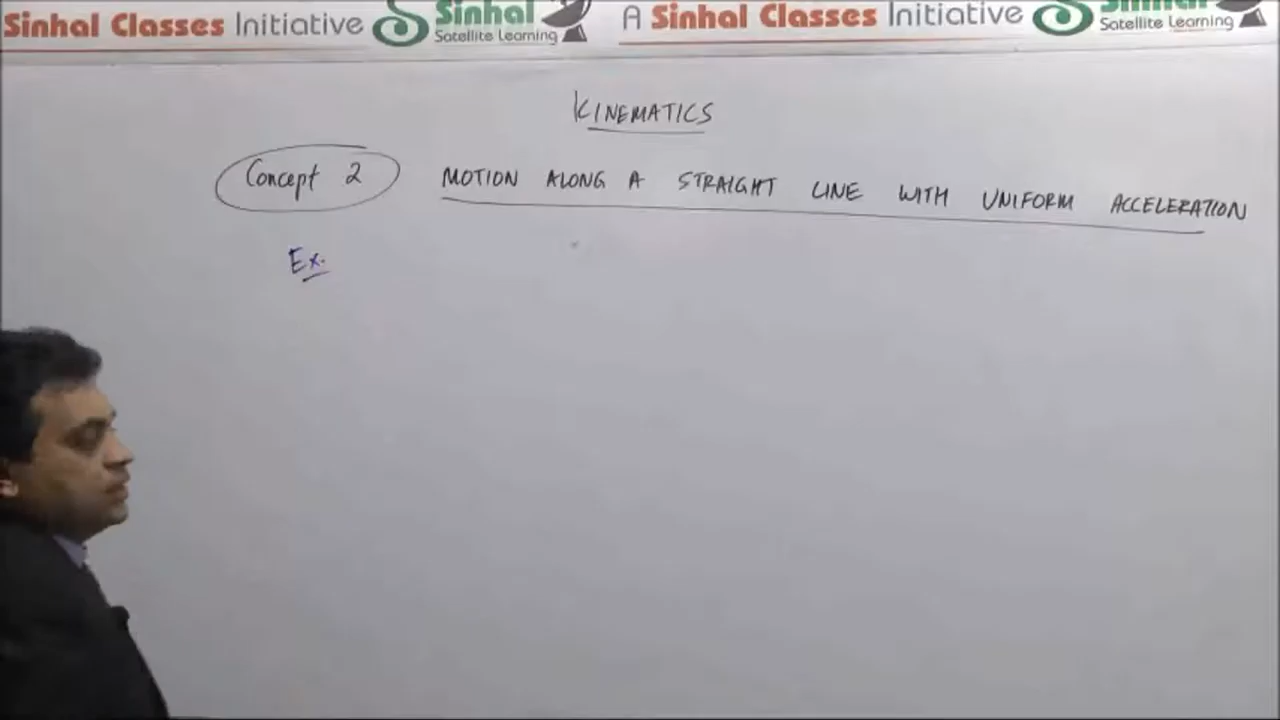 Sinhal Classes Initiative Sinhal A Sinhal Classes Initiative Sinhal
Satellite Learning Satellite Learning
KINEMATICS
Concept 2 MOTION ALONG A STRAIGHT LINE WITH UNIFORM ACCELERATION
Ex.